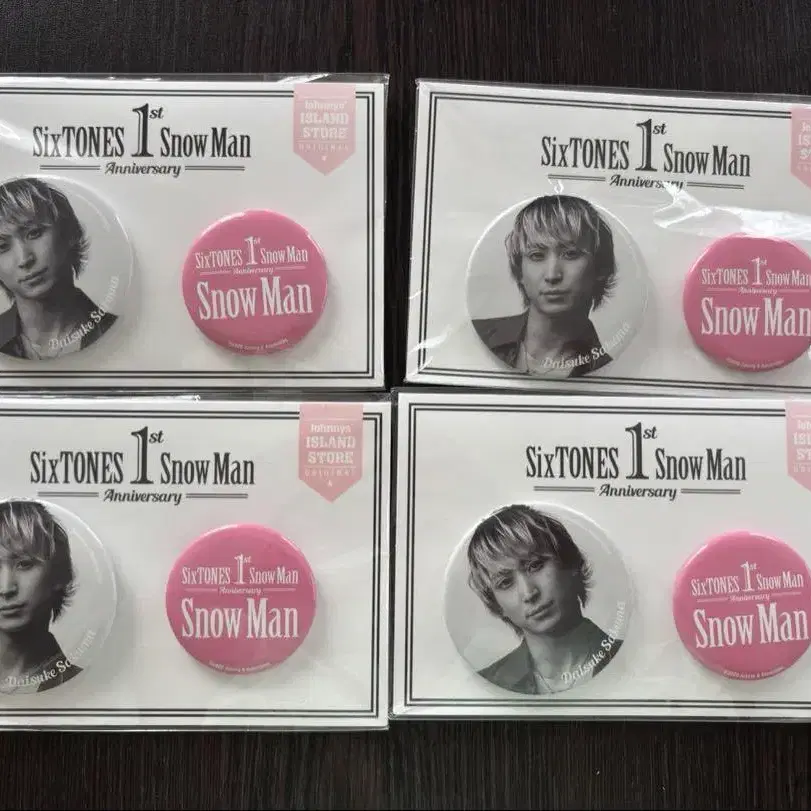 SixTONES 1st Snow Man
Anniversary
Johnnys'
ISLAND
STORE
ORIGINAL
Daisuke Sakuma
SixTONES 1st Snow Man
Anniversary
Snow Man
SixTONES 1st Snow Man
Anniversary
Daisuke Sakuma
SixTONES 1st Snow Man
Anniversary
Snow Man
SixTONES 1st Snow Man
Anniversary
Johnnys'
ISLAND
STORE
ORIGINAL
Daisuke Sakuma
SixTONES 1st Snow Man
Anniversary
Snow Man
SixTONES 1st Snow Man
Anniversary
Daisuke Sakuma
SixTONES 1st Snow Man
Anniversary
Snow Man